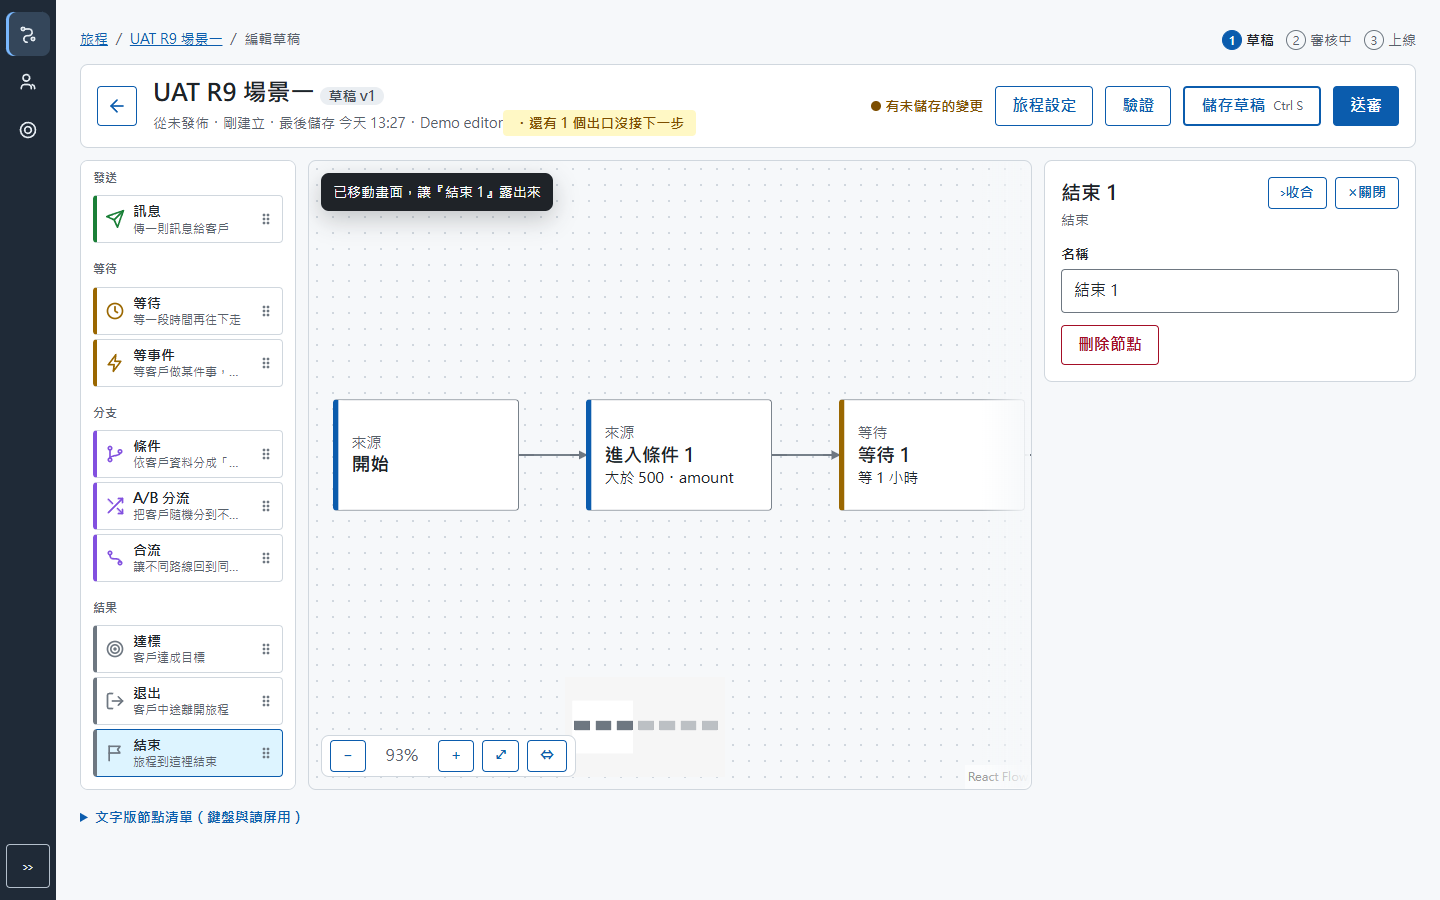 旅程 / UAT R9 場景一 / 編輯草稿
1 草稿 2 審核中 3 上線
UAT R9 場景一 草稿 v1
從未發佈・剛建立・最後儲存 今天 13:27・Demo editor ・還有 1 個出口沒接下一步
有未儲存的變更
旅程設定
驗證
儲存草稿 Ctrl S
送審
發送
訊息
傳一則訊息給客戶
等待
等待
等一段時間再往下走
等事件
等客戶做某件事，...
分支
條件
依客戶資料分成「...
A/B 分流
把客戶隨機分到不...
合流
讓不同路線回到同...
結果
達標
客戶達成目標
退出
客戶中途離開旅程
結束
旅程到這裡結束
已移動畫面，讓『結束 1』露出來
來源
開始
來源
進入條件 1
大於 500・amount
等待
等待 1
等 1 小時
− 93% +
React Flow
結束 1
›收合
×關閉
結束
名稱
結束 1
刪除節點
▶ 文字版節點清單（鍵盤與讀屏用）
»